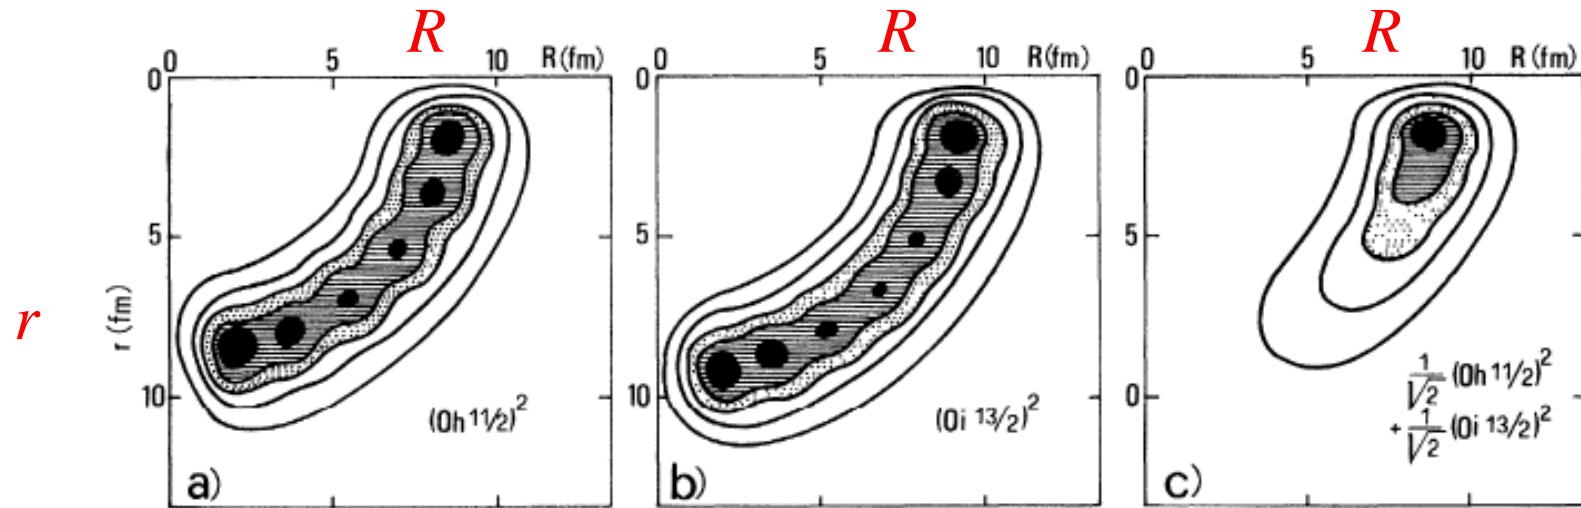 R R R
0 5 10 R(fm) 0 5 10 R(fm) 0 5 10 R(fm)
0 0 0
5 5 5
r r(fm)
10 10 0
(0h 11/2)² (0i 13/2)² 1/√2 (0h 11/2)²
+ 1/√2 (0i 13/2)²
a) b) c)